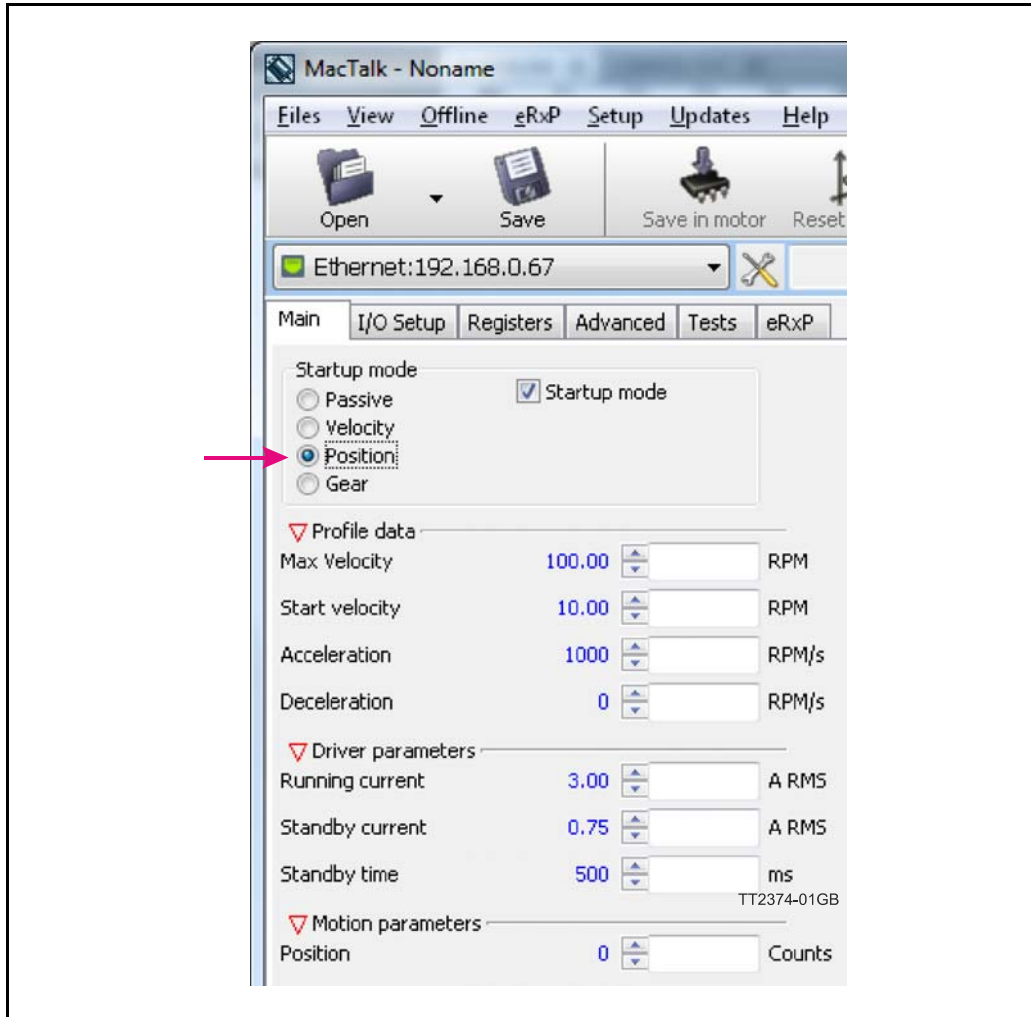 MacTalk - Noname
Files View Offline eRxP Setup Updates Help
Open Save Save in motor Reset
Ethernet:192.168.0.67
Main I/O Setup Registers Advanced Tests eRxP
Startup mode
Passive
Startup mode
Velocity
Position
Gear
Profile data
Max Velocity 100.00 RPM
Start velocity 10.00 RPM
Acceleration 1000 RPM/s
Deceleration 0 RPM/s
Driver parameters
Running current 3.00 A RMS
Standby current 0.75 A RMS
Standby time 500 ms
TT2374-01GB
Motion parameters
Position 0 Counts